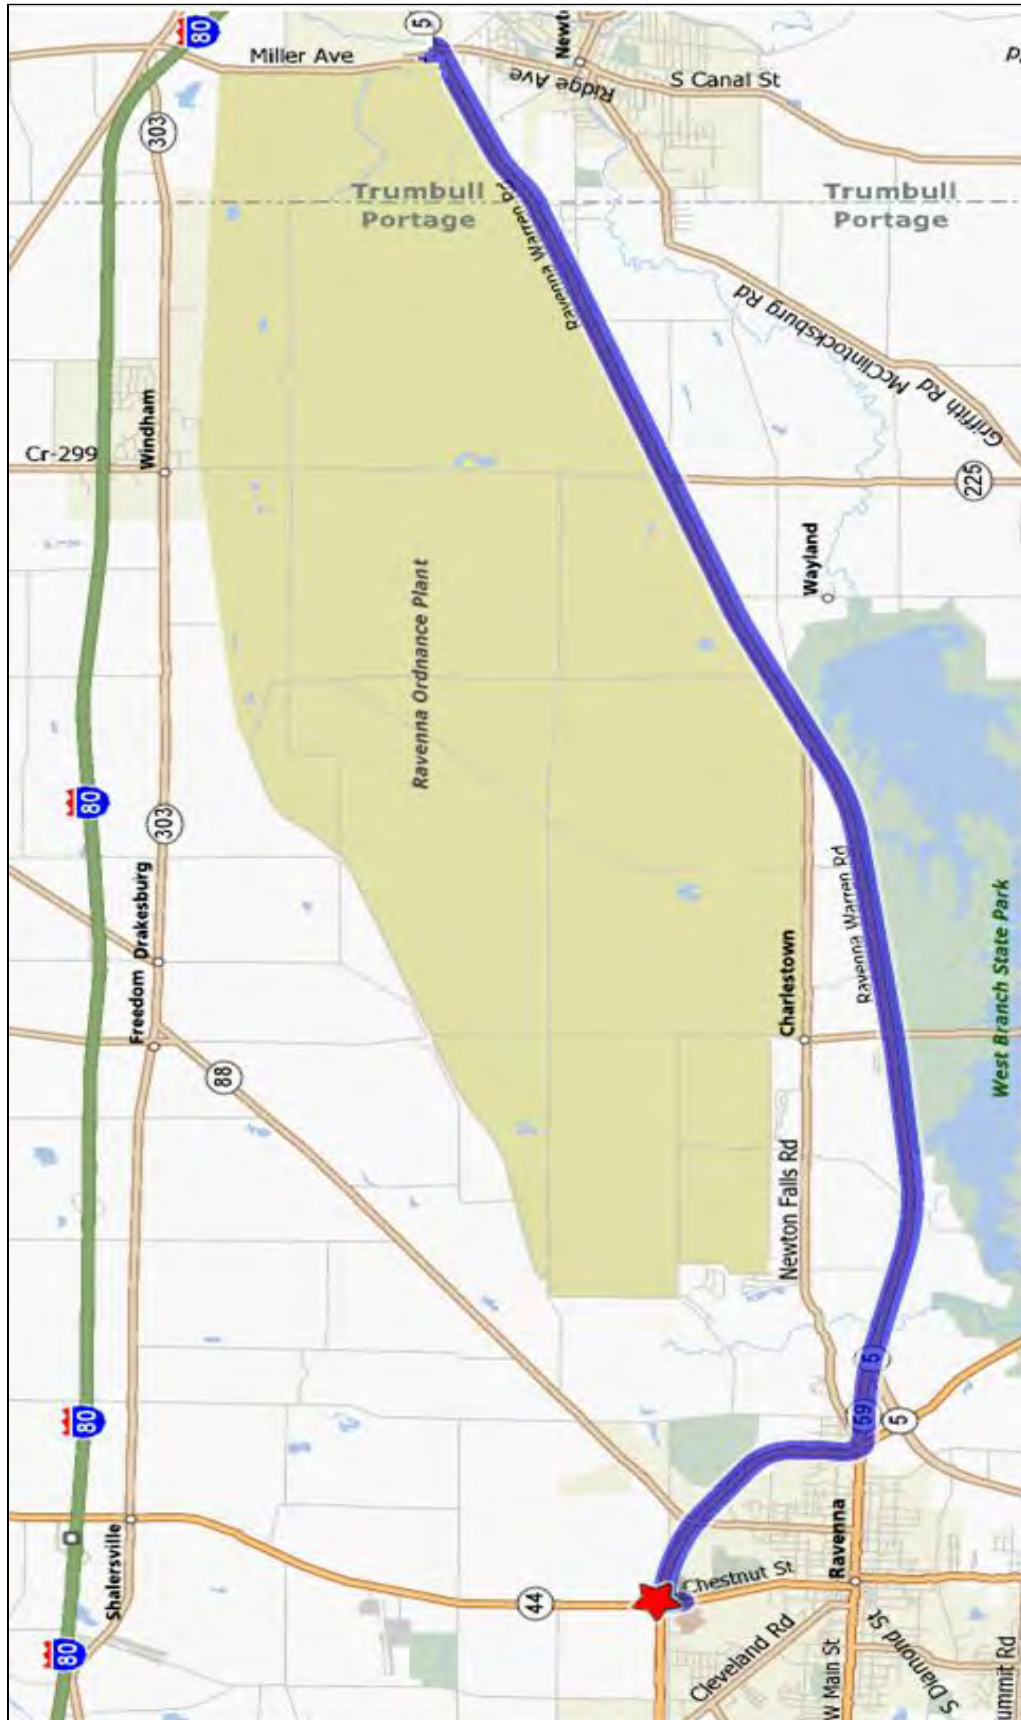 80
5
Miller Ave
Newt
Ridge Ave
S Canal St
303
Trumbull
Portage
Trumbull
Portage
Ravenna Warren Rd
McClintocksburg Rd
Griffith Rd
Cr-299
Windham
225
Wayland
Ravenna Ordnance Plant
80
303
Drakesburg
Freedom
Ravenna Warren Rd
Charlestown
West Branch State Park
88
Newton Falls Rd
5
59
5
80
Shalersville
44
Chestnut St
Ravenna
Cleveland Rd
W Main St
S Diamond St
80
ummit Rd